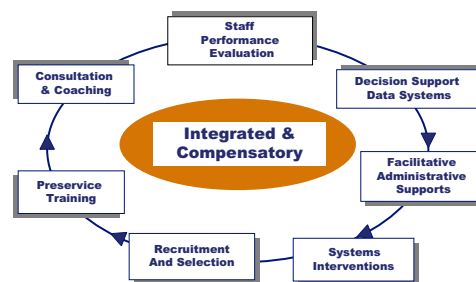 Staff
Performance
Evaluation
Consultation
& Coaching
Decision Support
Data Systems
Integrated &
Compensatory
Facilitative
Administrative
Supports
Preservice
Training
Recruitment
And Selection
Systems
Interventions